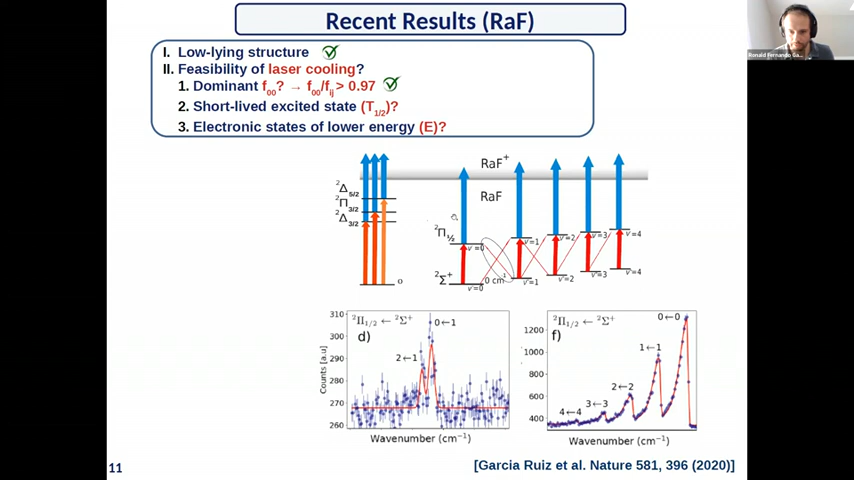 Recent Results (RaF)
Ronald Fernando Ga...
I. Low-lying structure
II. Feasibility of laser cooling?
1. Dominant f00? → f00/fij > 0.97
2. Short-lived excited state (T1/2)?
3. Electronic states of lower energy (E)?
RaF+
RaF
2Δ5/2
2Π3/2
2Δ3/2
0
2Π1/2
v'=0
v'=1
v'=2
v'=3
v'=4
2Σ+
0 cm-1
v''=0
v''=1
v''=2
v''=3
v''=4
310
300
290
280
270
260
Counts [a.u]
2Π1/2 ← 2Σ+
d)
0←1
2←1
Wavenumber (cm−1)
1200
1000
800
600
400
2Π1/2 ← 2Σ+
f)
0←0
1←1
2←2
3←3
4←4
Wavenumber (cm−1)
11
[Garcia Ruiz et al. Nature 581, 396 (2020)]